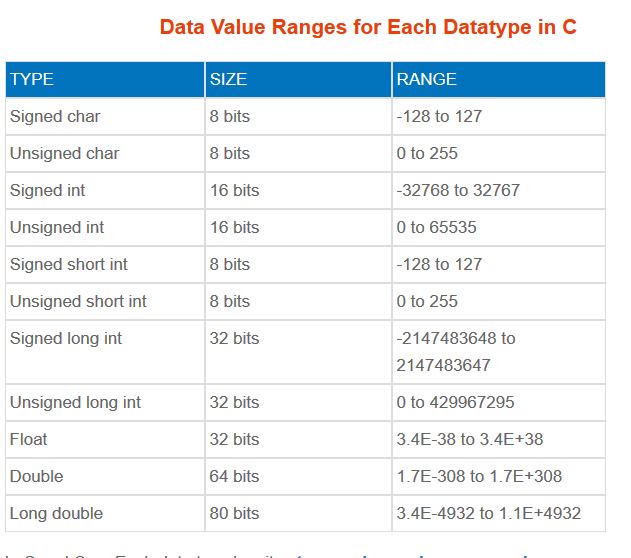 Data Value Ranges for Each Datatype in C
TYPE SIZE RANGE
Signed char 8 bits -128 to 127
Unsigned char 8 bits 0 to 255
Signed int 16 bits -32768 to 32767
Unsigned int 16 bits 0 to 65535
Signed short int 8 bits -128 to 127
Unsigned short int 8 bits 0 to 255
Signed long int 32 bits -2147483648 to
2147483647
Unsigned long int 32 bits 0 to 429967295
Float 32 bits 3.4E-38 to 3.4E+38
Double 64 bits 1.7E-308 to 1.7E+308
Long double 80 bits 3.4E-4932 to 1.1E+4932